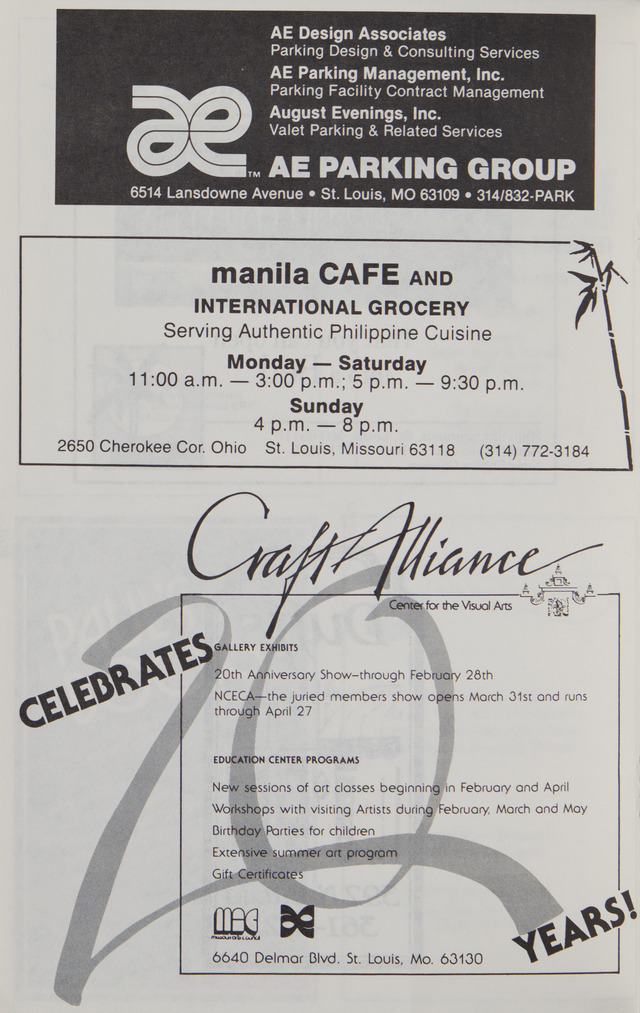 AE Design Associates
Parking Design & Consulting Services
AE Parking Management, Inc.
Parking Facility Contract Management
August Evenings, Inc.
Valet Parking & Related Services
ae TM AE PARKING GROUP
6514 Lansdowne Avenue • St. Louis, MO 63109 • 314/832-PARK
manila CAFE AND
INTERNATIONAL GROCERY
Serving Authentic Philippine Cuisine
Monday — Saturday
11:00 a.m. — 3:00 p.m.; 5 p.m. — 9:30 p.m.
Sunday
4 p.m. — 8 p.m.
2650 Cherokee Cor. Ohio St. Louis, Missouri 63118 (314) 772-3184
Craft Alliance
Center for the Visual Arts
CELEBRATES
20
GALLERY EXHIBITS
20th Anniversary Show–through February 28th
NCECA—the juried members show opens March 31st and runs
through April 27
EDUCATION CENTER PROGRAMS
New sessions of art classes beginning in February and April
Workshops with visiting Artists during February, March and May
Birthday Parties for children
Extensive summer art program
Gift Certificates
YEARS!
6640 Delmar Blvd. St. Louis, Mo. 63130